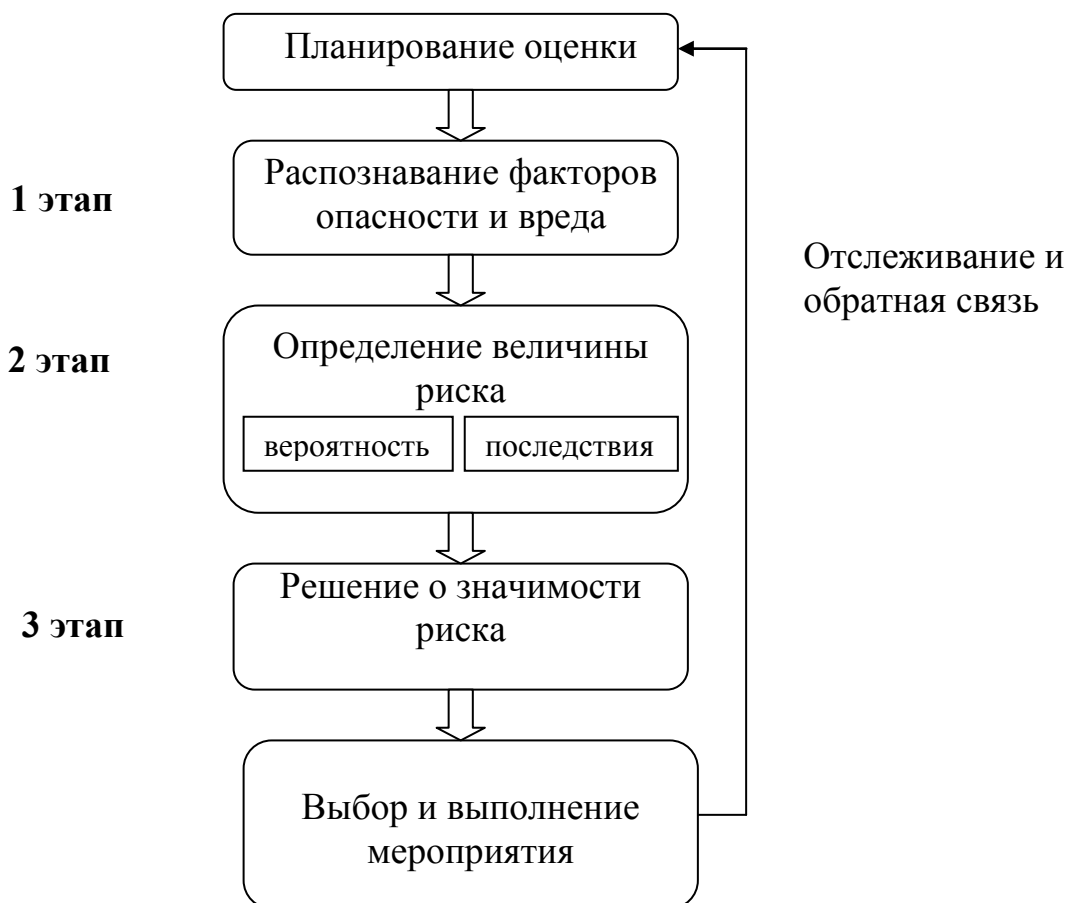 Планирование оценки
1 этап
Распознавание факторов
опасности и вреда
Отслеживание и
обратная связь
2 этап
Определение величины
риска
вероятность
последствия
3 этап
Решение о значимости
риска
Выбор и выполнение
мероприятия